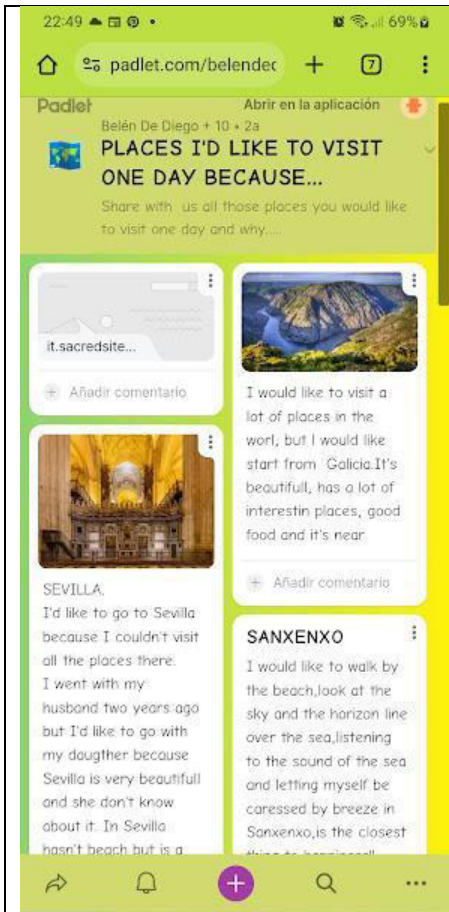 22:49
69%
padlet.com/belendec
7
Padlet
Abrir en la aplicación
Belén De Diego + 10 • 2a
PLACES I'D LIKE TO VISIT
ONE DAY BECAUSE...
Share with us all those places you would like
to visit one day and why.....
it.sacredsite...
Añadir comentario
SEVILLA.
I'd like to go to Sevilla
because I couldn't visit
all the places there.
I went with my
husband two years ago
but I'd like to go with
my daugther because
Sevilla is very beautifull
and she don't know
about it. In Sevilla
hasn't beach but is a
I would like to visit a
lot of places in the
worl, but I would like
start from Galicia.It's
beautifull, has a lot of
interestin places, good
food and it's near
Añadir comentario
SANXENXO
I would like to walk by
the beach,look at the
sky and the horizon line
over the sea,listening
to the sound of the sea
and letting myself be
caressed by breeze in
Sanxenxo,is the closest